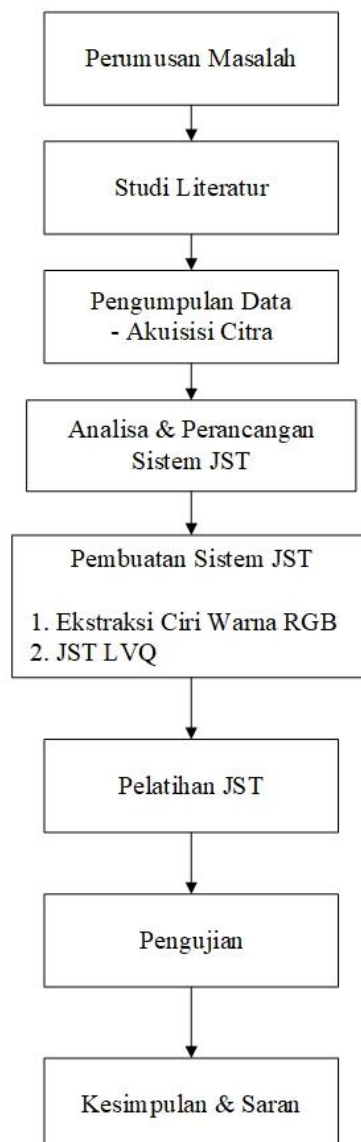 Perumusan Masalah
Studi Literatur
Pengumpulan Data
- Akuisisi Citra
Analisa & Perancangan
Sistem JST
Pembuatan Sistem JST
1. Ekstraksi Ciri Warna RGB
2. JST LVQ
Pelatihan JST
Pengujian
Kesimpulan & Saran